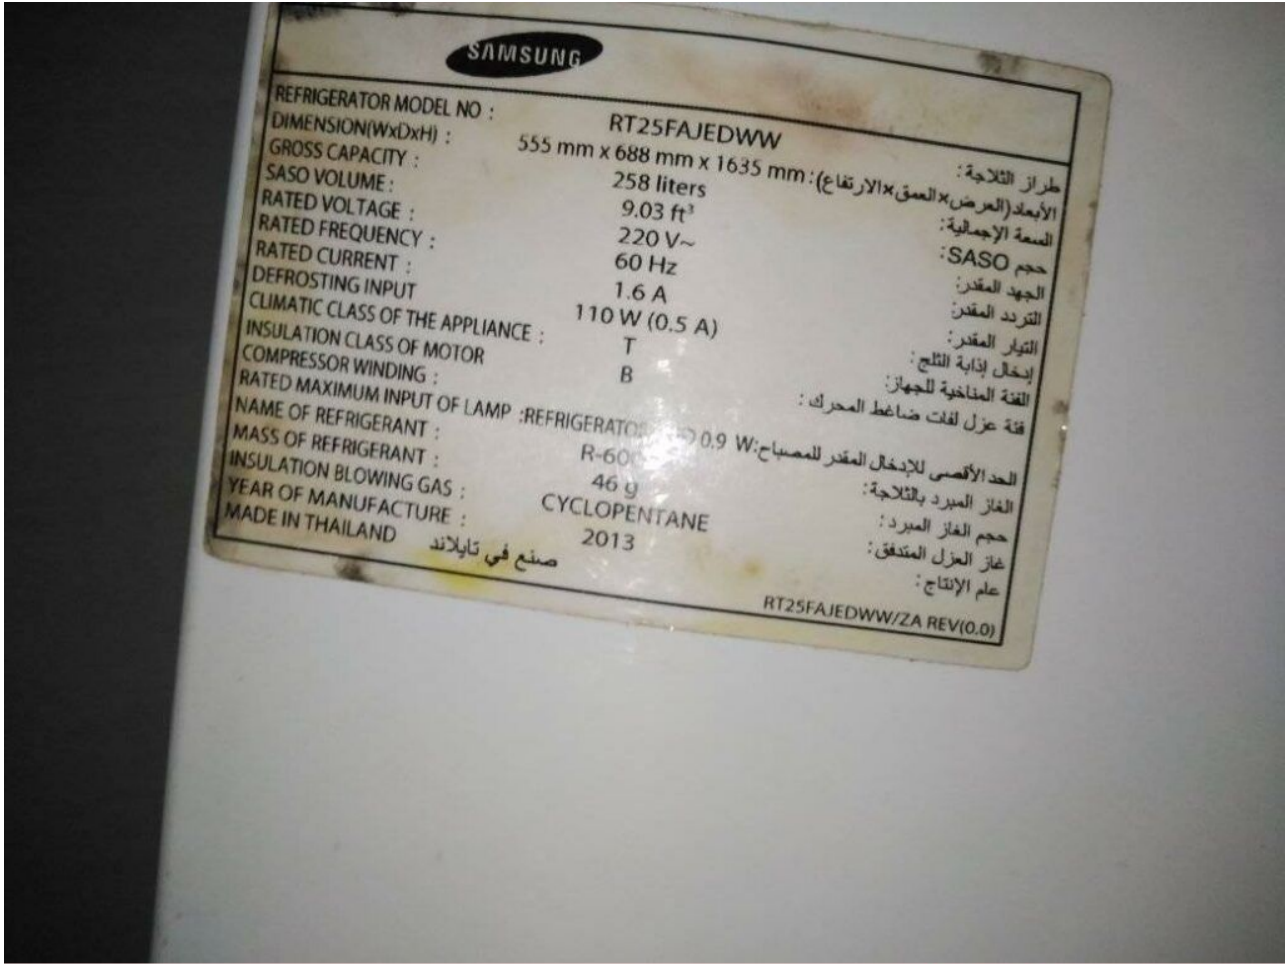 SAMSUNG
REFRIGERATOR MODEL NO : RT25FAJEDWW طراز الثلاجة:
DIMENSION(WxDxH) : 555 mm x 688 mm x 1635 mm :الأبعاد(العرض×العمق×الارتفاع)
GROSS CAPACITY : 258 liters السعة الإجمالية:
SASO VOLUME : 9.03 ft³ حجم SASO:
RATED VOLTAGE : 220 V~ الجهد المقدر:
RATED FREQUENCY : 60 Hz التردد المقدر:
RATED CURRENT : 1.6 A التيار المقدر:
DEFROSTING INPUT 110 W (0.5 A) إدخال إذابة الثلج :
CLIMATIC CLASS OF THE APPLIANCE : T الفئة المناخية للجهاز:
INSULATION CLASS OF MOTOR
COMPRESSOR WINDING : B فئة عزل لفات ضاغط المحرك :
RATED MAXIMUM INPUT OF LAMP :REFRIGERATOR 0.9 W:الحد الأقصى للإدخال المقدر للمصباح
NAME OF REFRIGERANT : الغاز المبرد بالثلاجة:
MASS OF REFRIGERANT : 46 g حجم الغاز المبرد :
INSULATION BLOWING GAS : CYCLOPENTANE غاز العزل المتدفق:
YEAR OF MANUFACTURE : 2013 عام الإنتاج :
MADE IN THAILAND صنع في تايلاند
RT25FAJEDWW/ZA REV(0.0)